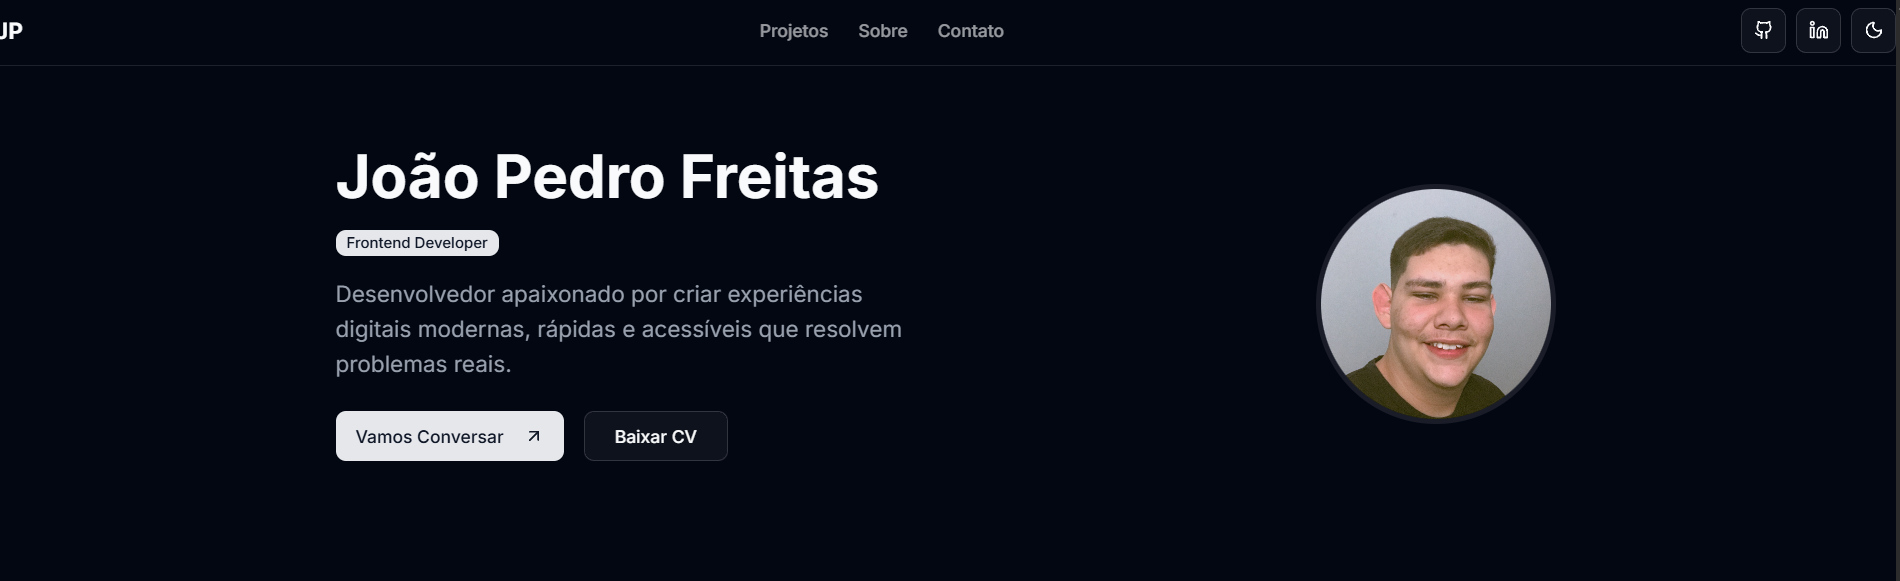 JP
Projetos
Sobre
Contato
João Pedro Freitas
Frontend Developer
Desenvolvedor apaixonado por criar experiências
digitais modernas, rápidas e acessíveis que resolvem
problemas reais.
Vamos Conversar
Baixar CV